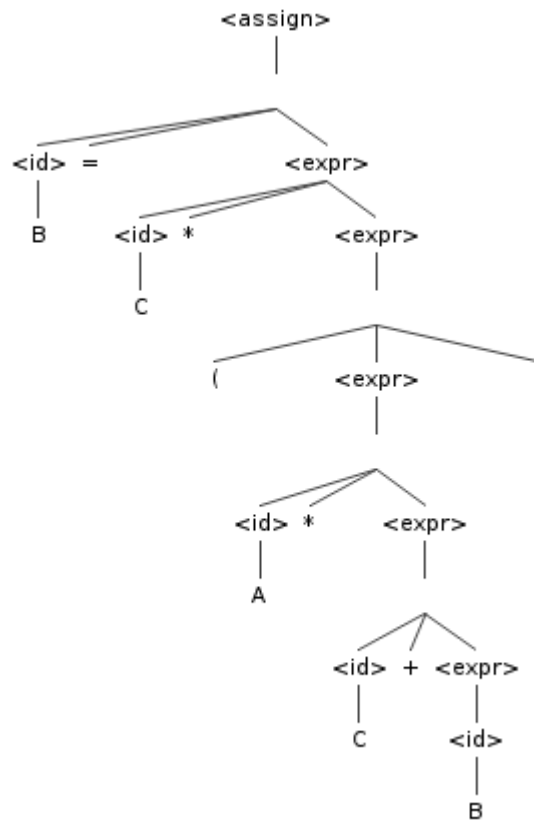 <assign>
<id> = <expr>
B <id> * <expr>
C
( <expr>
<id> * <expr>
A
<id> + <expr>
C <id>
B